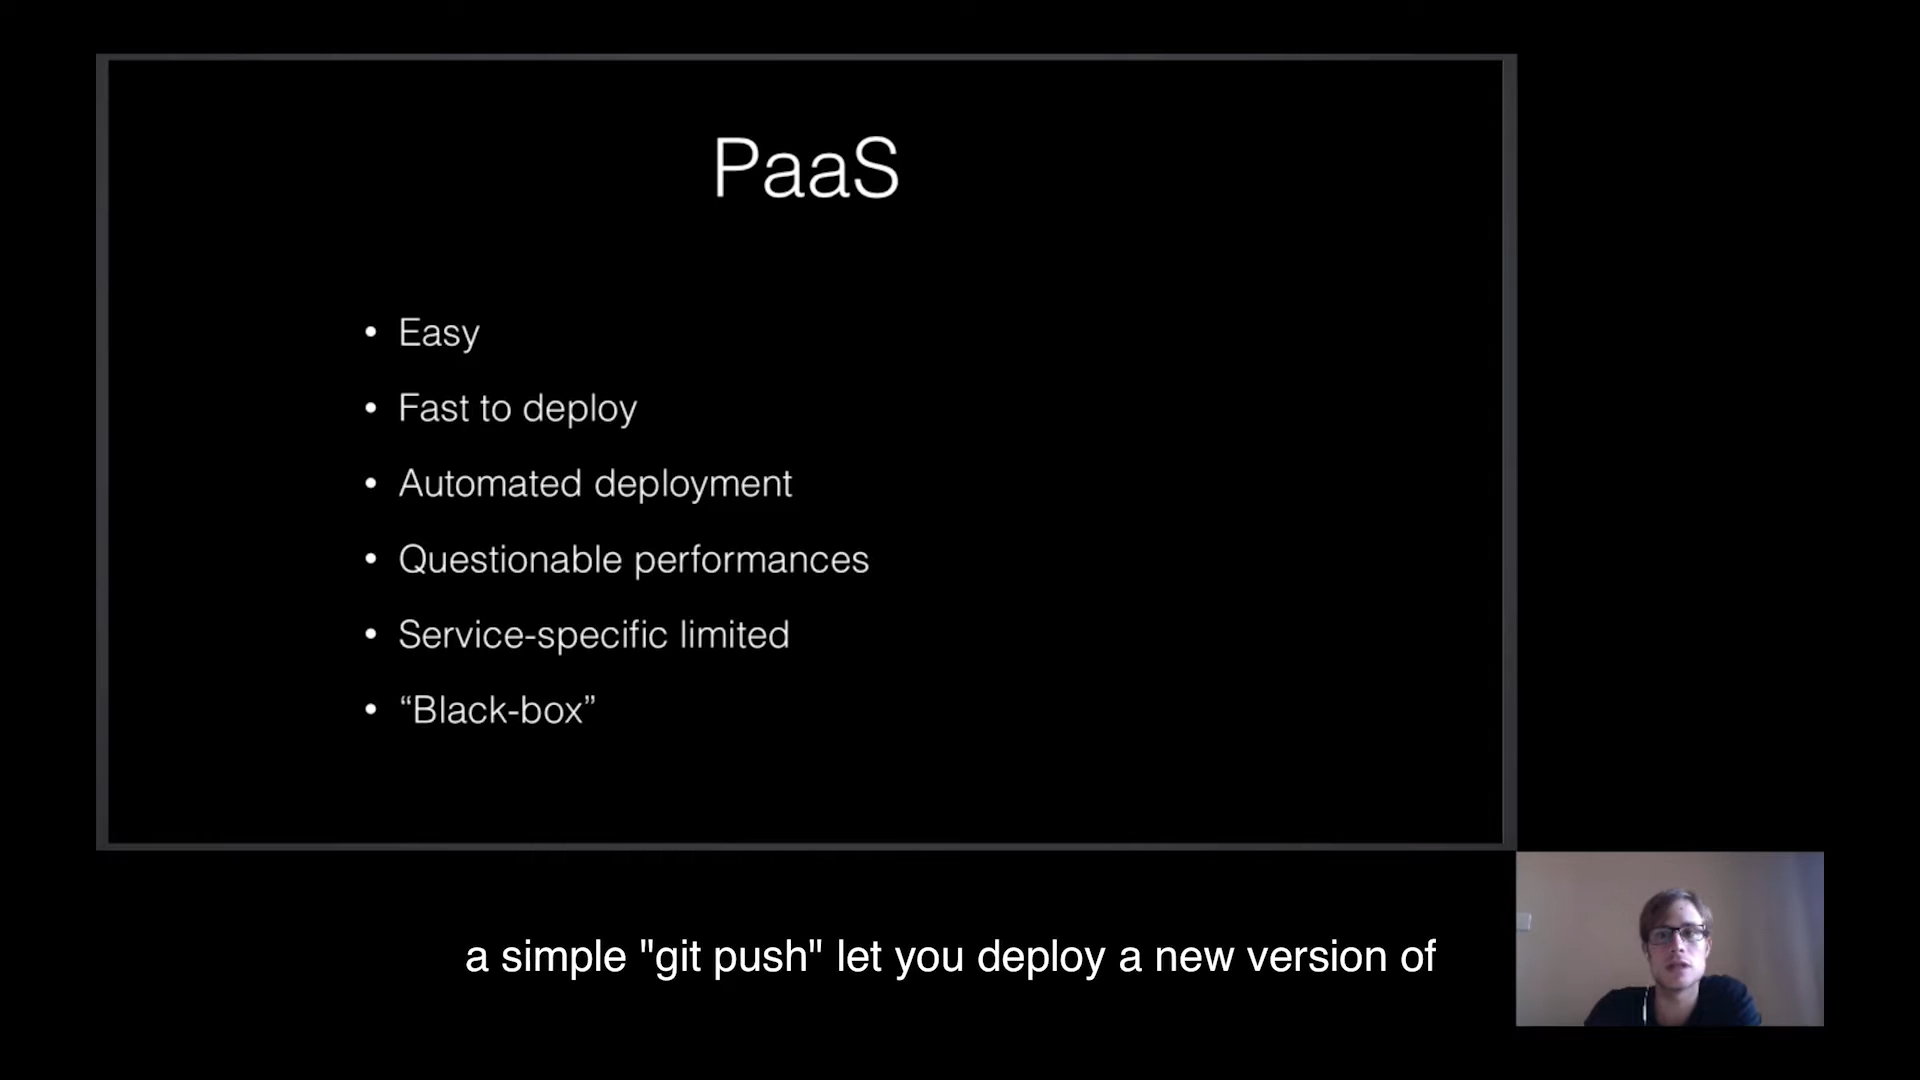 PaaS
• Easy
• Fast to deploy
• Automated deployment
• Questionable performances
• Service-specific limited
• “Black-box”
a simple "git push" let you deploy a new version of